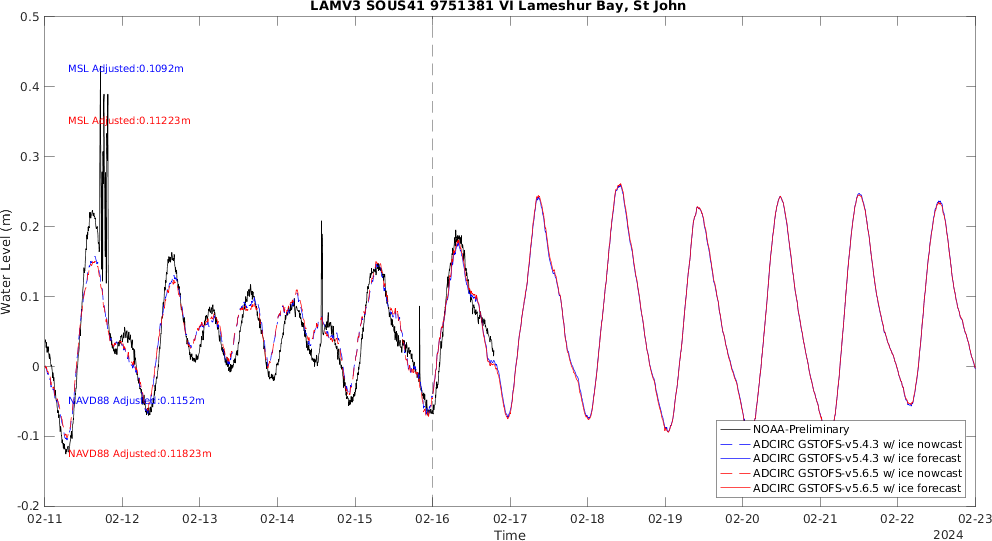 LAMV3 SOUS41 9751381 VI Lameshur Bay, St John
0.5
0.4
0.3
0.2
0.1
0
-0.1
-0.2
Water Level (m)
MSL Adjusted:0.1092m
MSL Adjusted:0.11223m
NAVD88 Adjusted:0.1152m
NAVD88 Adjusted:0.11823m
NOAA-Preliminary
ADCIRC GSTOFS-v5.4.3 w/ ice nowcast
ADCIRC GSTOFS-v5.4.3 w/ ice forecast
ADCIRC GSTOFS-v5.6.5 w/ ice nowcast
ADCIRC GSTOFS-v5.6.5 w/ ice forecast
02-11 02-12 02-13 02-14 02-15 02-16 02-17 02-18 02-19 02-20 02-21 02-22 02-23
Time
2024